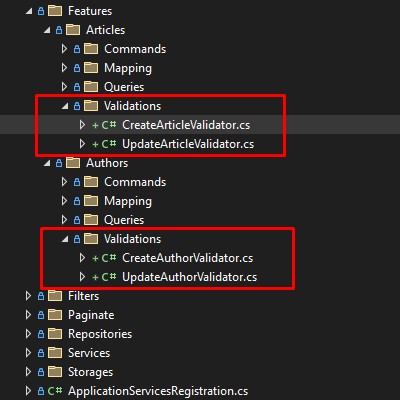 Features
Articles
Commands
Mapping
Queries
Validations
+ C# CreateArticleValidator.cs
+ C# UpdateArticleValidator.cs
Authors
Commands
Mapping
Queries
Validations
+ C# CreateAuthorValidator.cs
+ C# UpdateAuthorValidator.cs
Filters
Paginate
Repositories
Services
Storages
C# ApplicationServicesRegistration.cs